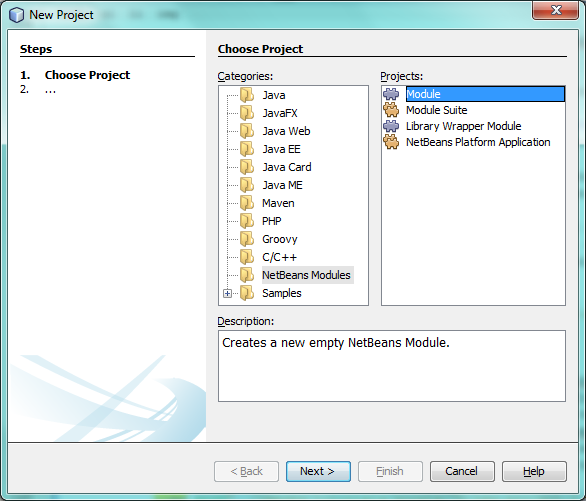 New Project
Steps
1. Choose Project
2. ...
Choose Project
Categories:
Java
JavaFX
Java Web
Java EE
Java Card
Java ME
Maven
PHP
Groovy
C/C++
NetBeans Modules
Samples
Projects:
Module
Module Suite
Library Wrapper Module
NetBeans Platform Application
Description:
Creates a new empty NetBeans Module.
< Back
Next >
Finish
Cancel
Help